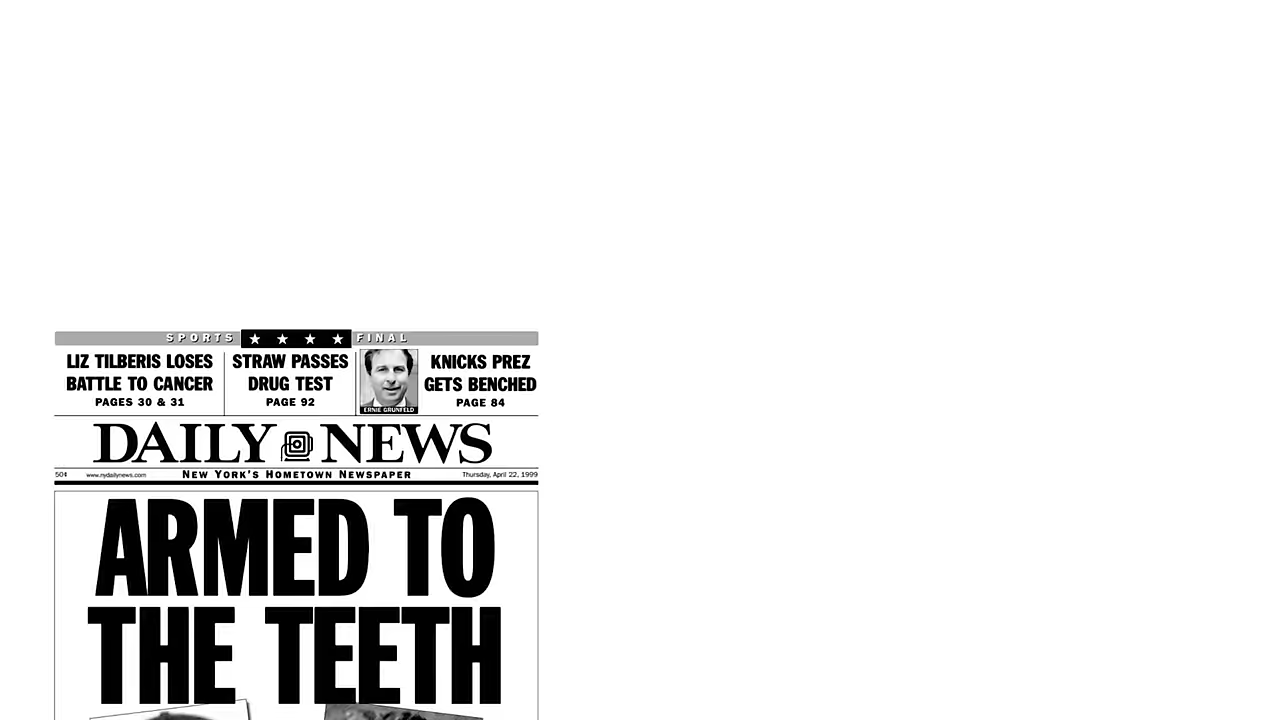 SPORTS ★ ★ ★ ★ FINAL
LIZ TILBERIS LOSES
BATTLE TO CANCER
PAGES 30 & 31
STRAW PASSES
DRUG TEST
PAGE 92
ERNIE GRUNFELD
KNICKS PREZ
GETS BENCHED
PAGE 84
DAILY NEWS
50¢ www.nydailynews.com NEW YORK'S HOMETOWN NEWSPAPER Thursday, April 22, 1999
ARMED TO
THE TEETH